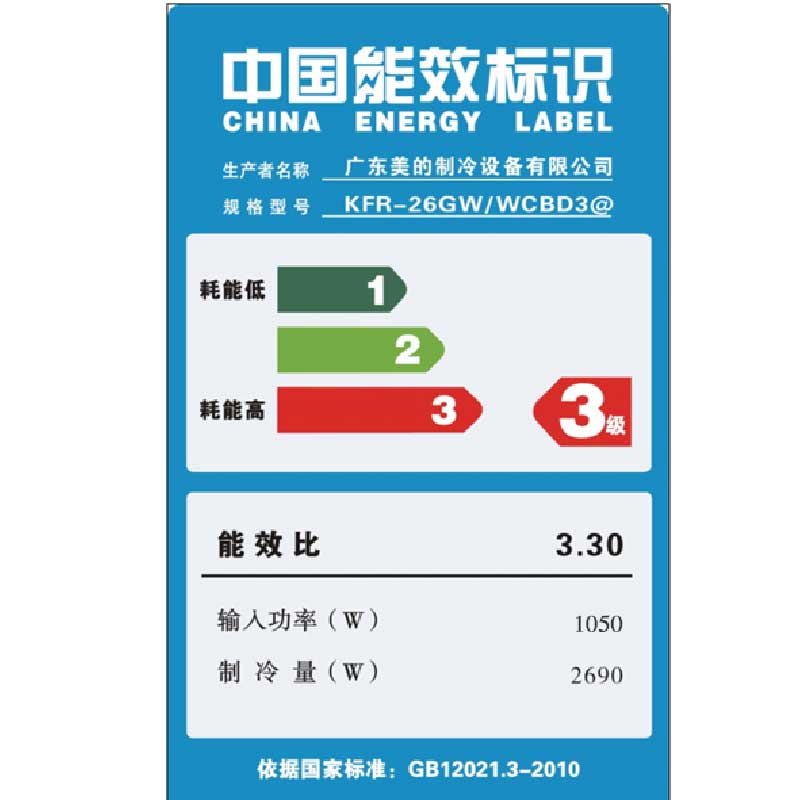 中国能效标识
CHINA ENERGY LABEL
生产者名称 广东美的制冷设备有限公司
规格型号 KFR-26GW/WCBD3@
耗能低 1
2
耗能高 3 3级
能效比 3.30
输入功率(W) 1050
制冷量(W) 2690
依据国家标准：GB12021.3-2010